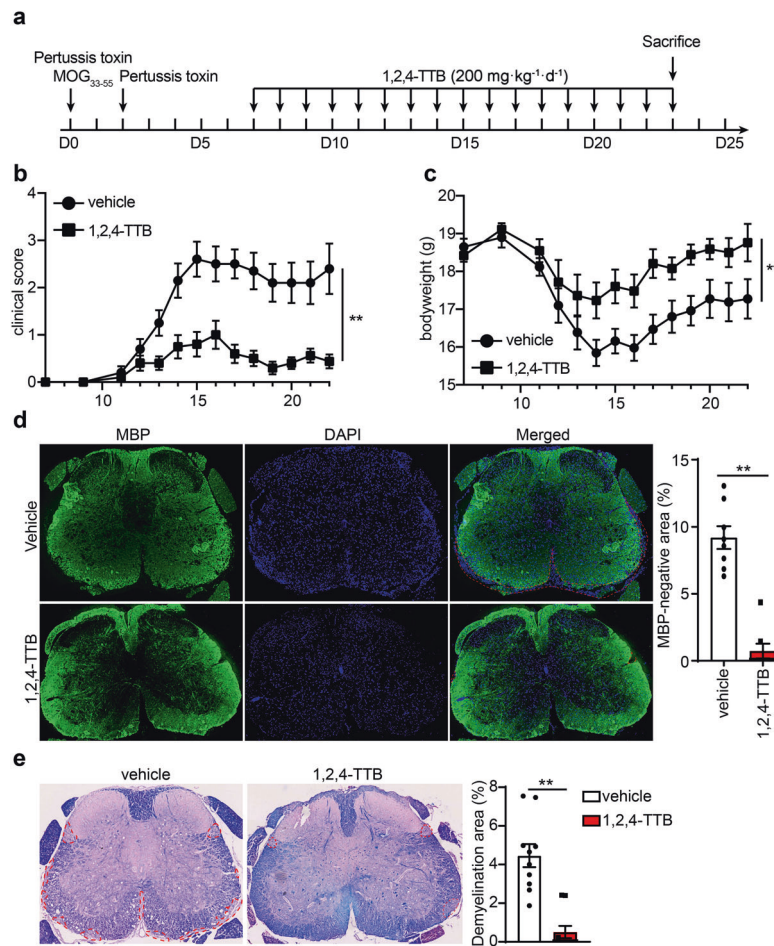 a
Sacrifice
Pertussis toxin
MOG33-55
Pertussis toxin
1,2,4-TTB (200 mg·kg-1·d-1)
D0 D5 D10 D15 D20 D25
b
vehicle
1,2,4-TTB
clinical score
4
3
2
1
0
10 15 20
**
c
bodyweight (g)
20
19
18
17
16
15
vehicle
1,2,4-TTB
10 15 20
*
d
MBP DAPI Merged
Vehicle
1,2,4-TTB
MBP-negative area (%)
15
10
5
0
**
vehicle
1,2,4-TTB
e
vehicle 1,2,4-TTB
Demyelination area (%)
8
4
0
**
vehicle
1,2,4-TTB